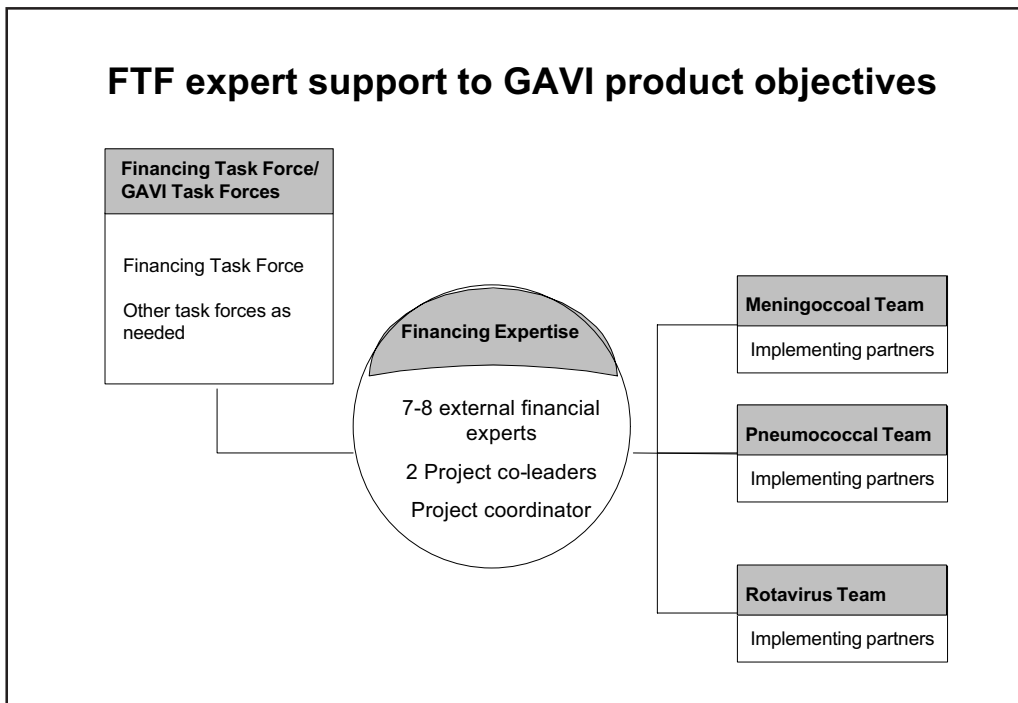 FTF expert support to GAVI product objectives
Financing Task Force/
GAVI Task Forces
Financing Task Force
Other task forces as
needed
Financing Expertise
7-8 external financial
experts
2 Project co-leaders
Project coordinator
Meningoccoal Team
Implementing partners
Pneumococcal Team
Implementing partners
Rotavirus Team
Implementing partners